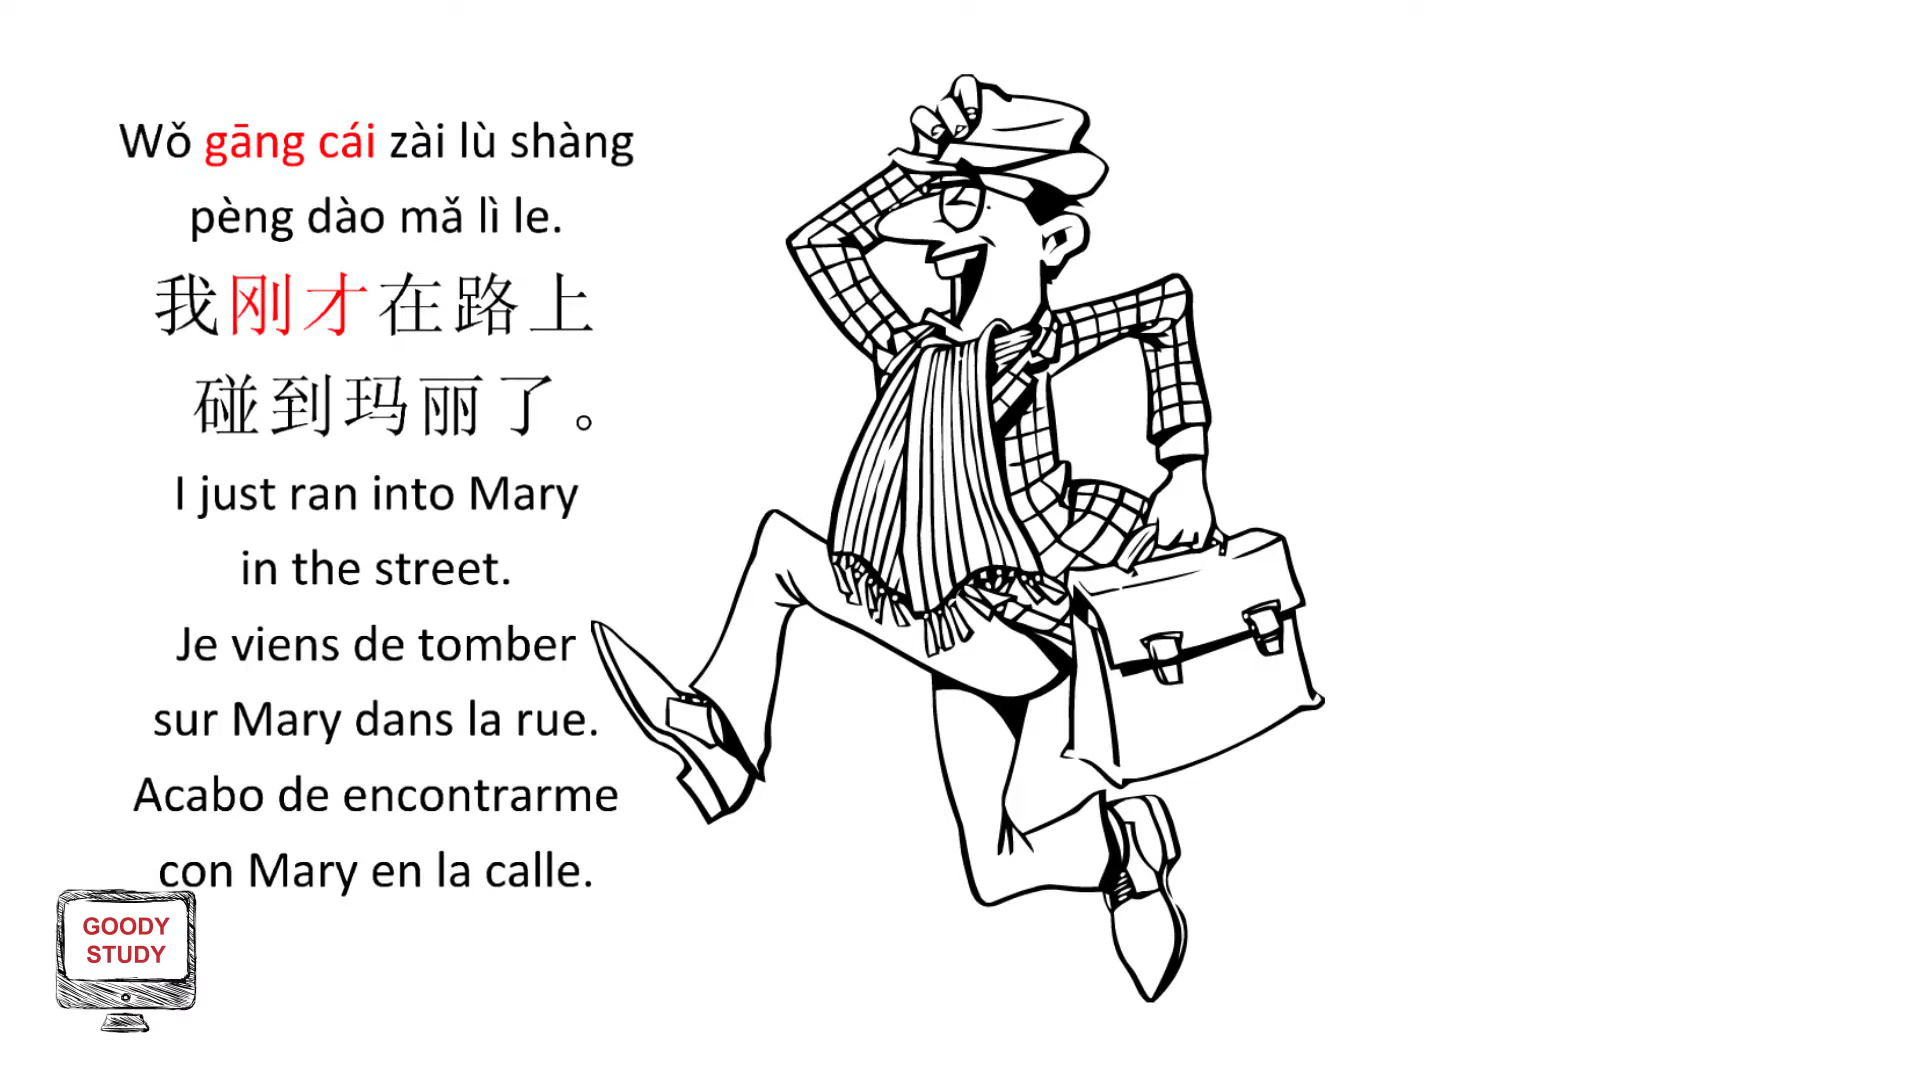 Wǒ gāng cái zài lù shàng
pèng dào mǎ lì le.
我刚才在路上
碰到玛丽了。
I just ran into Mary
in the street.
Je viens de tomber
sur Mary dans la rue.
Acabo de encontrarme
con Mary en la calle.
GOODY
STUDY